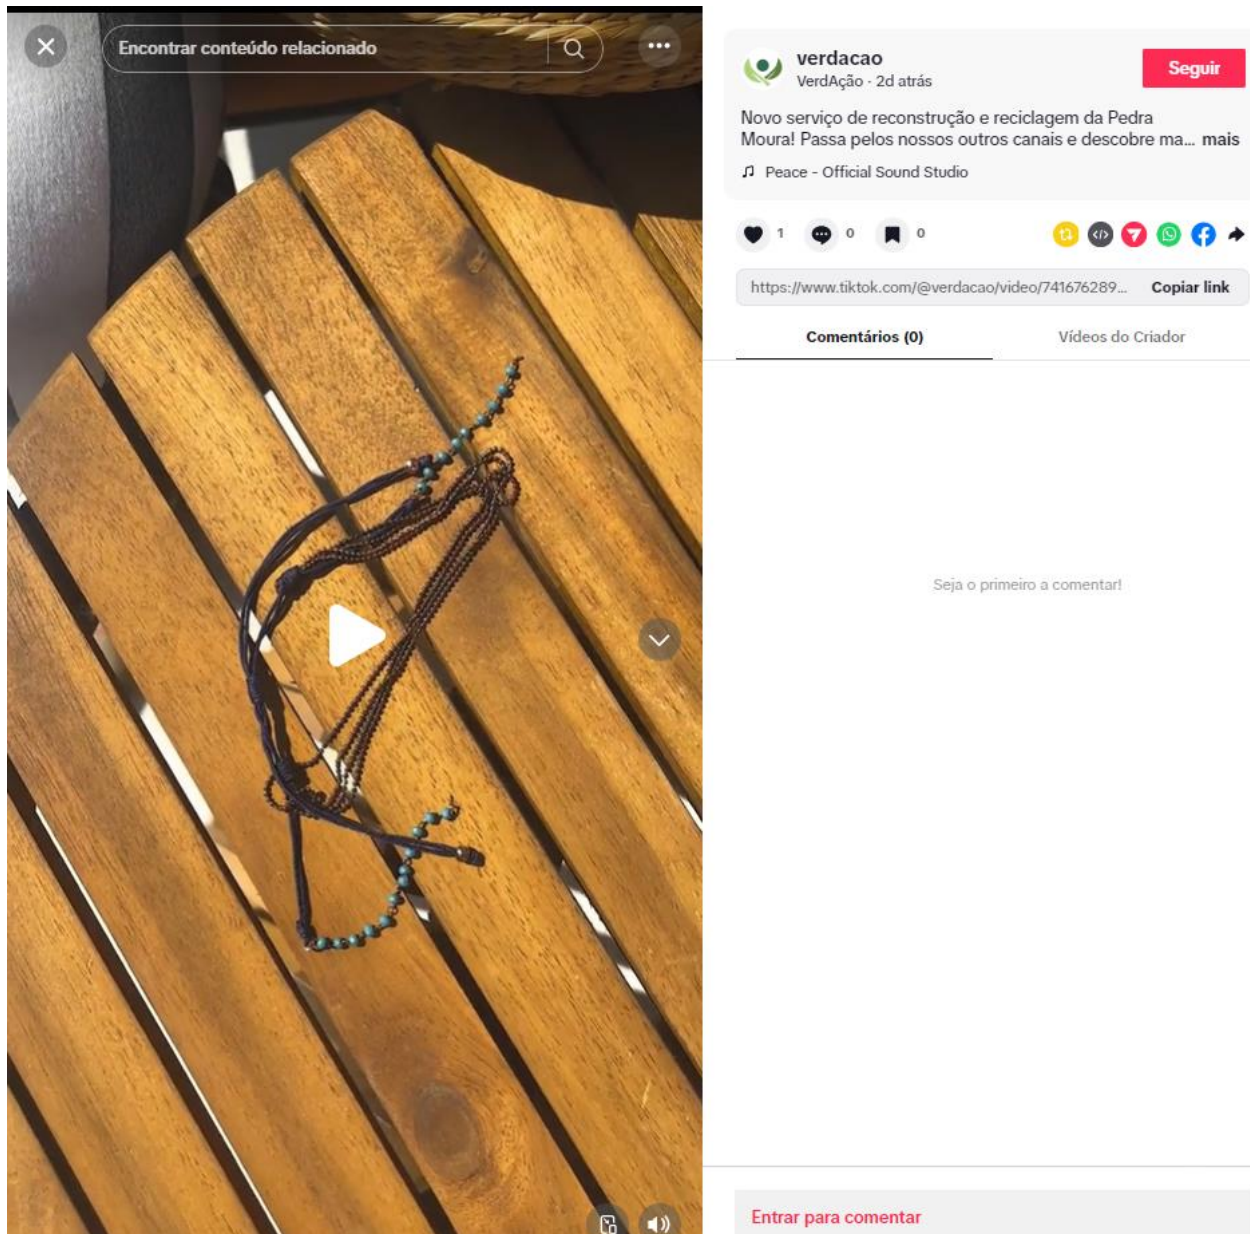 Encontrar conteúdo relacionado
verdacao
VerdAção · 2d atrás
Seguir
Novo serviço de reconstrução e reciclagem da Pedra
Moura! Passa pelos nossos outros canais e descobre ma... mais
Peace - Official Sound Studio
1
0
0
https://www.tiktok.com/@verdacao/video/741676289...
Copiar link
Comentários (0)
Vídeos do Criador
Seja o primeiro a comentar!
Entrar para comentar